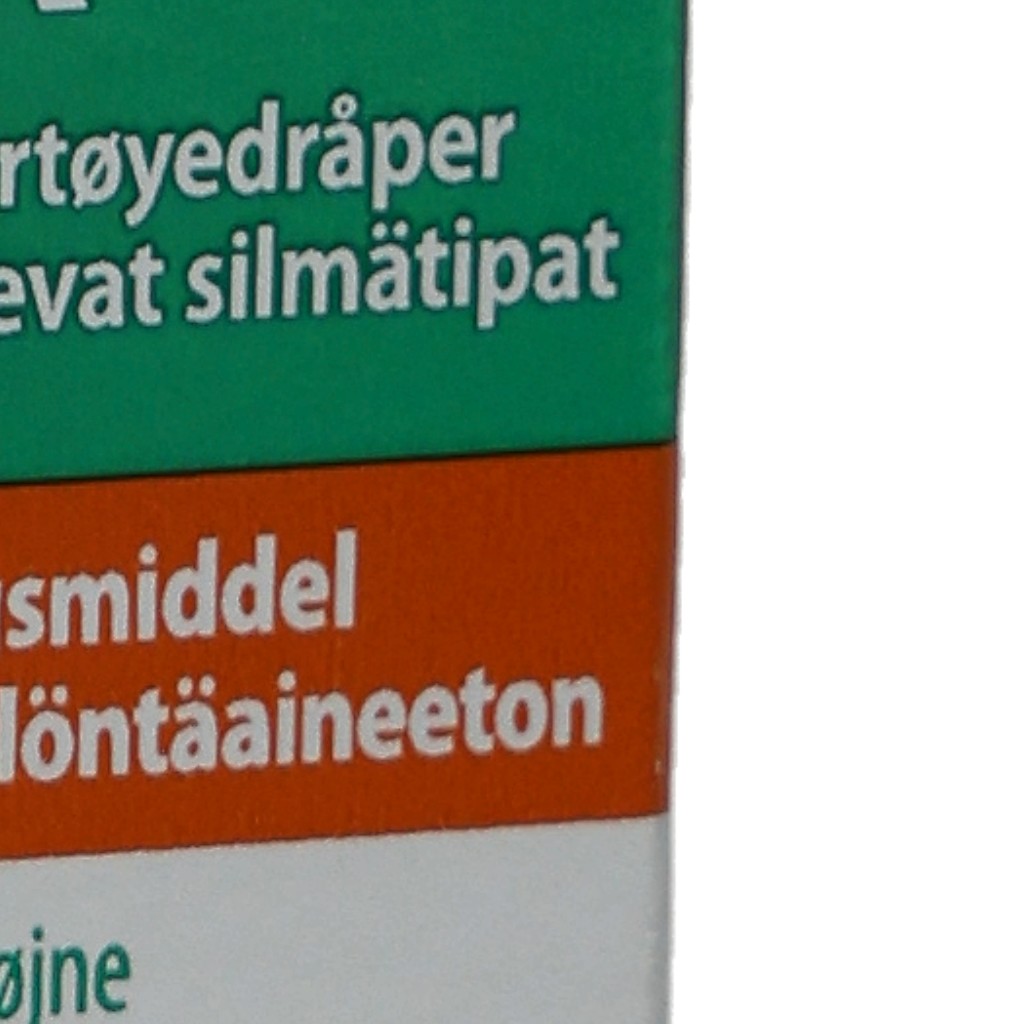 rtøyedråper
evat silmätipat
smiddel
löntäaineeton
øjne